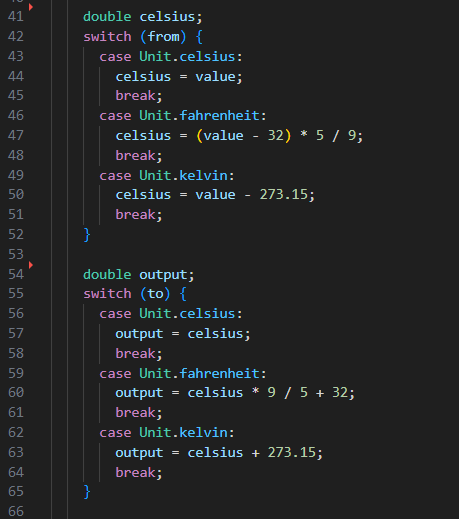 41 double celsius;
42 switch (from) {
43 case Unit.celsius:
44 celsius = value;
45 break;
46 case Unit.fahrenheit:
47 celsius = (value - 32) * 5 / 9;
48 break;
49 case Unit.kelvin:
50 celsius = value - 273.15;
51 break;
52 }
53
54 double output;
55 switch (to) {
56 case Unit.celsius:
57 output = celsius;
58 break;
59 case Unit.fahrenheit:
60 output = celsius * 9 / 5 + 32;
61 break;
62 case Unit.kelvin:
63 output = celsius + 273.15;
64 break;
65 }
66